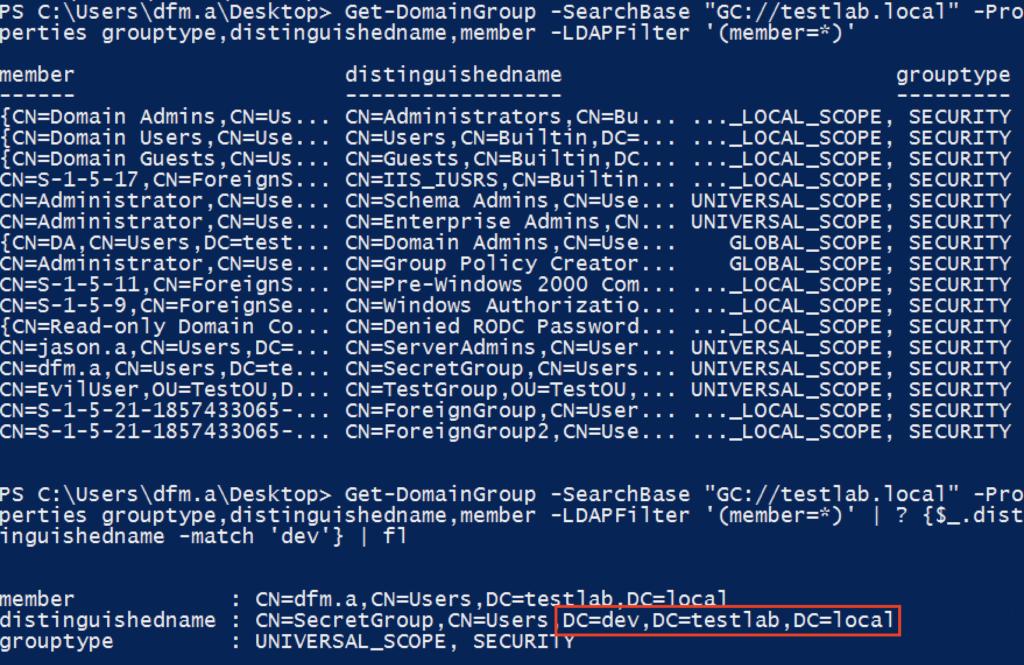 PS C:\Users\dfm.a\Desktop> Get-DomainGroup -SearchBase "GC://testlab.local" -Pro
perties grouptype,distinguishedname,member -LDAPFilter '(member=*)'
member distinguishedname grouptype
------ ----------------- ---------
{CN=Domain Admins,CN=Us... CN=Administrators,CN=Bu... ..._LOCAL_SCOPE, SECURITY
{CN=Domain Users,CN=Use... CN=Users,CN=Builtin,DC=... ..._LOCAL_SCOPE, SECURITY
{CN=Domain Guests,CN=Us... CN=Guests,CN=Builtin,DC... ..._LOCAL_SCOPE, SECURITY
CN=S-1-5-17,CN=ForeignS... CN=IIS_IUSRS,CN=Builtin... ..._LOCAL_SCOPE, SECURITY
CN=Administrator,CN=Use... CN=Schema Admins,CN=Use... UNIVERSAL_SCOPE, SECURITY
CN=Administrator,CN=Use... CN=Enterprise Admins,CN... UNIVERSAL_SCOPE, SECURITY
{CN=DA,CN=Users,DC=test... CN=Domain Admins,CN=Use... GLOBAL_SCOPE, SECURITY
CN=Administrator,CN=Use... CN=Group Policy Creator... GLOBAL_SCOPE, SECURITY
CN=S-1-5-11,CN=ForeignS... CN=Pre-Windows 2000 Com... ..._LOCAL_SCOPE, SECURITY
CN=S-1-5-9,CN=ForeignSe... CN=Windows Authorizatio... ..._LOCAL_SCOPE, SECURITY
{CN=Read-only Domain Co... CN=Denied RODC Password... ..._LOCAL_SCOPE, SECURITY
CN=jason.a,CN=Users,DC=... CN=ServerAdmins,CN=User... UNIVERSAL_SCOPE, SECURITY
CN=dfm.a,CN=Users,DC=te... CN=SecretGroup,CN=Users... UNIVERSAL_SCOPE, SECURITY
CN=EvilUser,OU=TestOU,D... CN=TestGroup,OU=TestOU,... UNIVERSAL_SCOPE, SECURITY
CN=S-1-5-21-1857433065-... CN=ForeignGroup,CN=User... ..._LOCAL_SCOPE, SECURITY
CN=S-1-5-21-1857433065-... CN=ForeignGroup2,CN=Use... ..._LOCAL_SCOPE, SECURITY
PS C:\Users\dfm.a\Desktop> Get-DomainGroup -SearchBase "GC://testlab.local" -Pro
perties grouptype,distinguishedname,member -LDAPFilter '(member=*)' | ? {$_.dist
inguishedname -match 'dev'} | fl
member : CN=dfm.a,CN=Users,DC=testlab,DC=local
distinguishedname : CN=SecretGroup,CN=Users,DC=dev,DC=testlab,DC=local
grouptype : UNIVERSAL_SCOPE, SECURITY